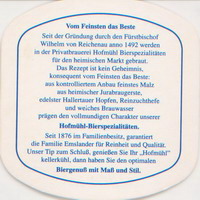 Vom Feinsten das Beste
Seit der Gründung durch den Fürstbischof
Wilhelm von Reichenau anno 1492 werden
in der Privatbrauerei Hofmühl Bierspezialitäten
für den heimischen Markt gebraut.
Das Rezept ist kein Geheimnis,
konsequent vom Feinsten das Beste:
aus kontrolliertem Anbau feinstes Malz
aus heimischer Jurabraugerste,
edelster Hallertauer Hopfen, Reinzuchthefe
und weiches Brauwasser
prägen den vollmundigen Charakter unserer
Hofmühl-Bierspezialitäten.
Seit 1876 im Familienbesitz, garantiert
die Familie Emslander für Reinheit und Qualität.
Unser Tip zum Schluß, genießen Sie Ihr „Hofmühl"
kellerkühl, dann haben Sie den optimalen
Biergenuß mit Maß und Stil.